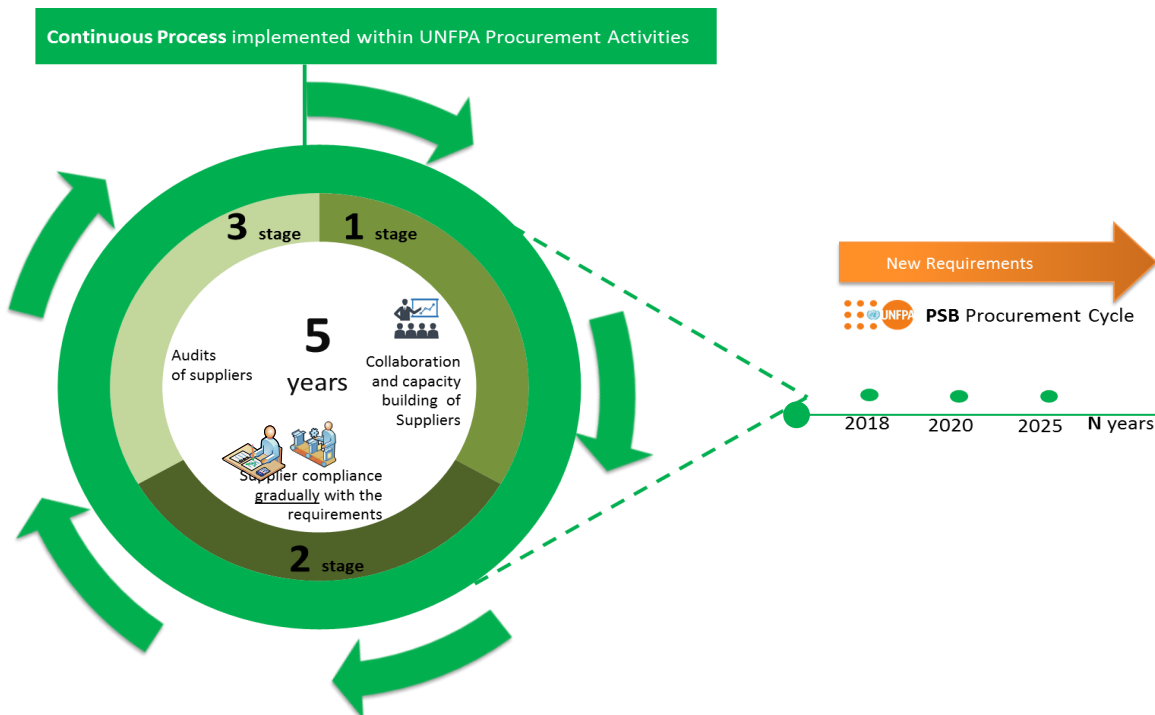 Continuous Process implemented within UNFPA Procurement Activities
3 stage
1 stage
5
years
Audits
of suppliers
Collaboration
and capacity
building of
Suppliers
Supplier compliance
gradually with the
requirements
2 stage
New Requirements
UNFPA PSB Procurement Cycle
2018
2020
2025
N years